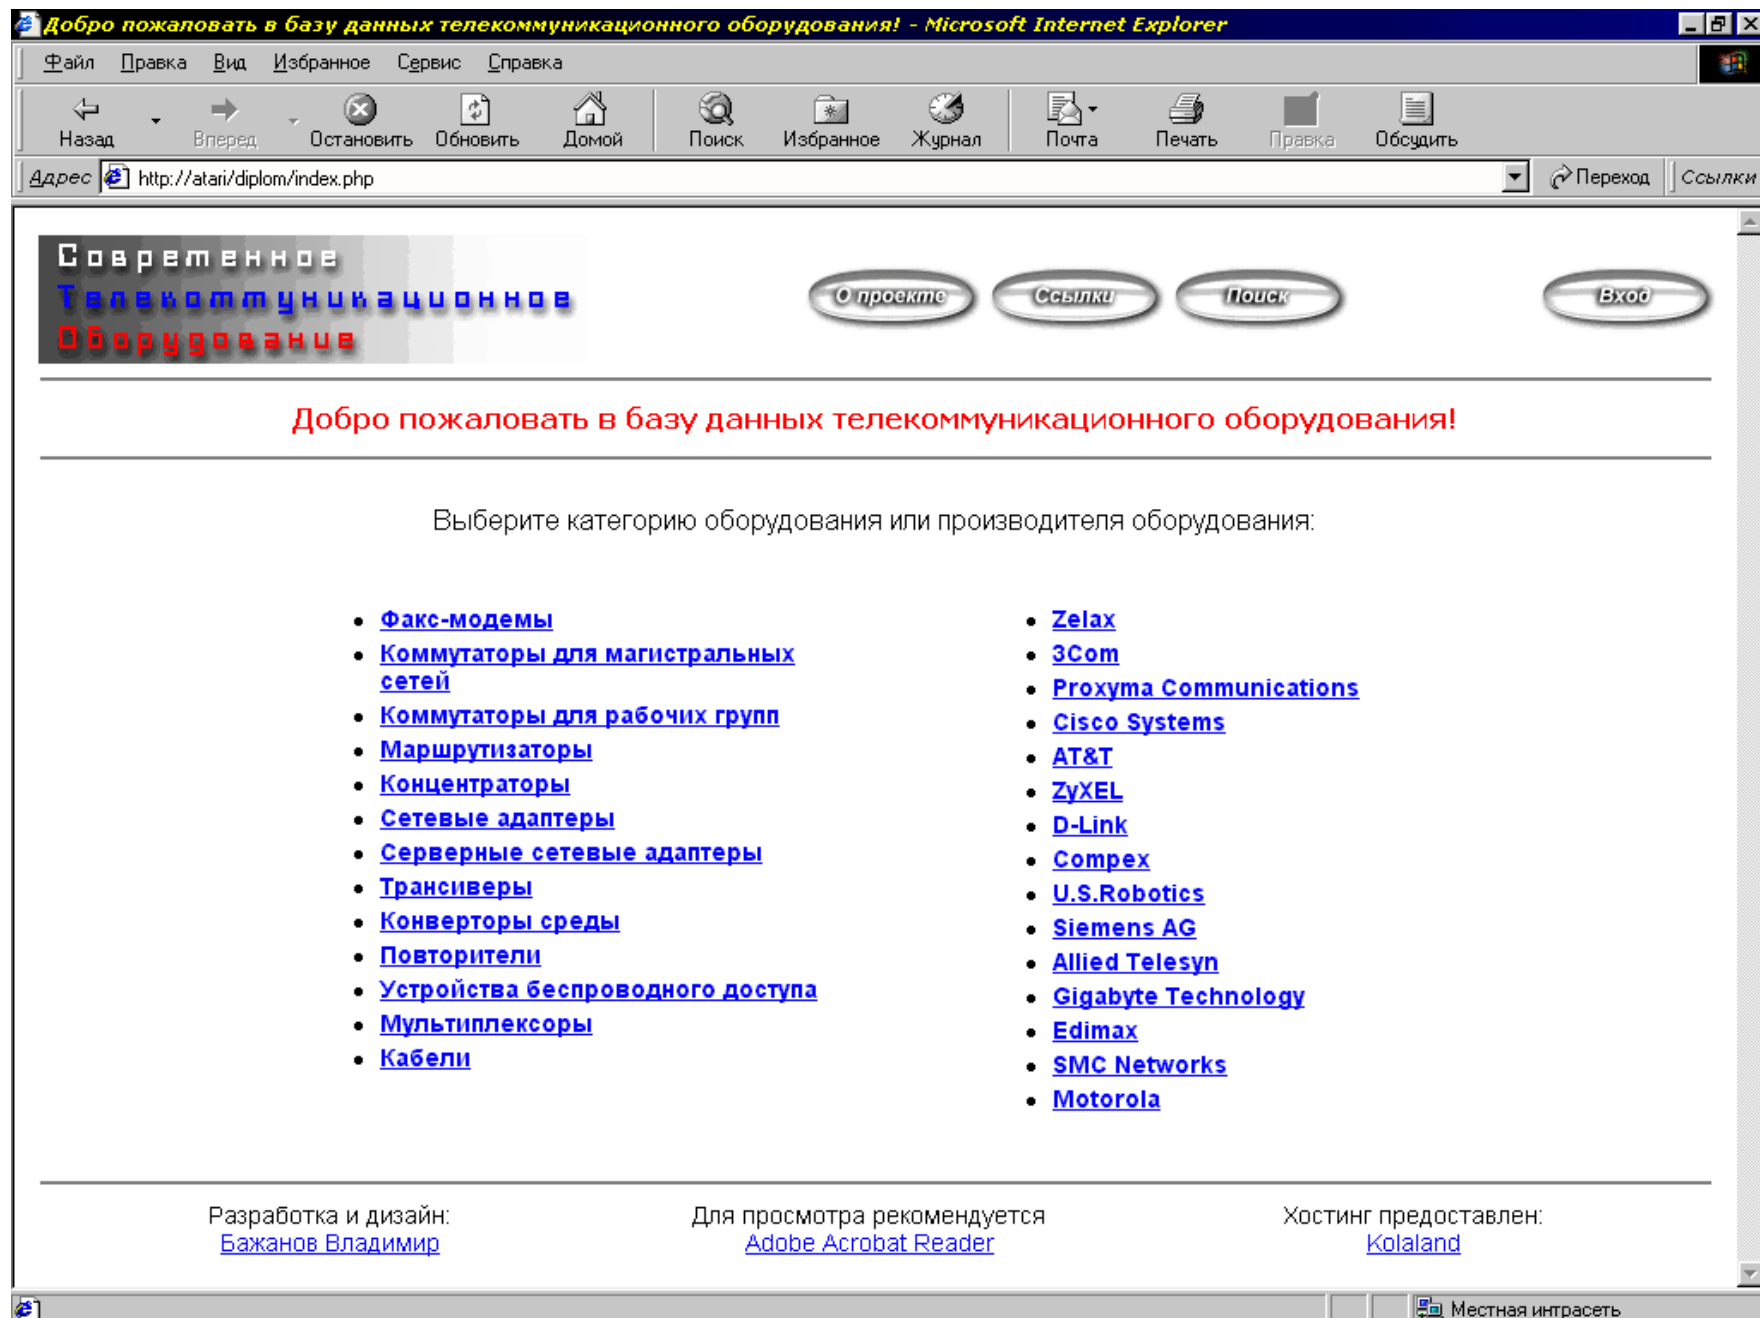 Добро пожаловать в базу данных телекоммуникационного оборудования! - Microsoft Internet Explorer
Файл Правка Вид Избранное Сервис Справка
Назад Вперед Остановить Обновить Домой Поиск Избранное Журнал Почта Печать Правка Обсудить
Адрес http://atari/diplom/index.php Переход Ссылки
Современное
Телекоммуникационное
Оборудование
О проекте Ссылки Поиск Вход
Добро пожаловать в базу данных телекоммуникационного оборудования!
Выберите категорию оборудования или производителя оборудования:
Факс-модемы
Коммутаторы для магистральных
сетей
Коммутаторы для рабочих групп
Маршрутизаторы
Концентраторы
Сетевые адаптеры
Серверные сетевые адаптеры
Трансиверы
Конверторы среды
Повторители
Устройства беспроводного доступа
Мультиплексоры
Кабели
Zelax
3Com
Proxyma Communications
Cisco Systems
AT&T
ZyXEL
D-Link
Compex
U.S.Robotics
Siemens AG
Allied Telesyn
Gigabyte Technology
Edimax
SMC Networks
Motorola
Разработка и дизайн:
Бажанов Владимир
Для просмотра рекомендуется
Adobe Acrobat Reader
Хостинг предоставлен:
Kolaland
Местная интрасеть